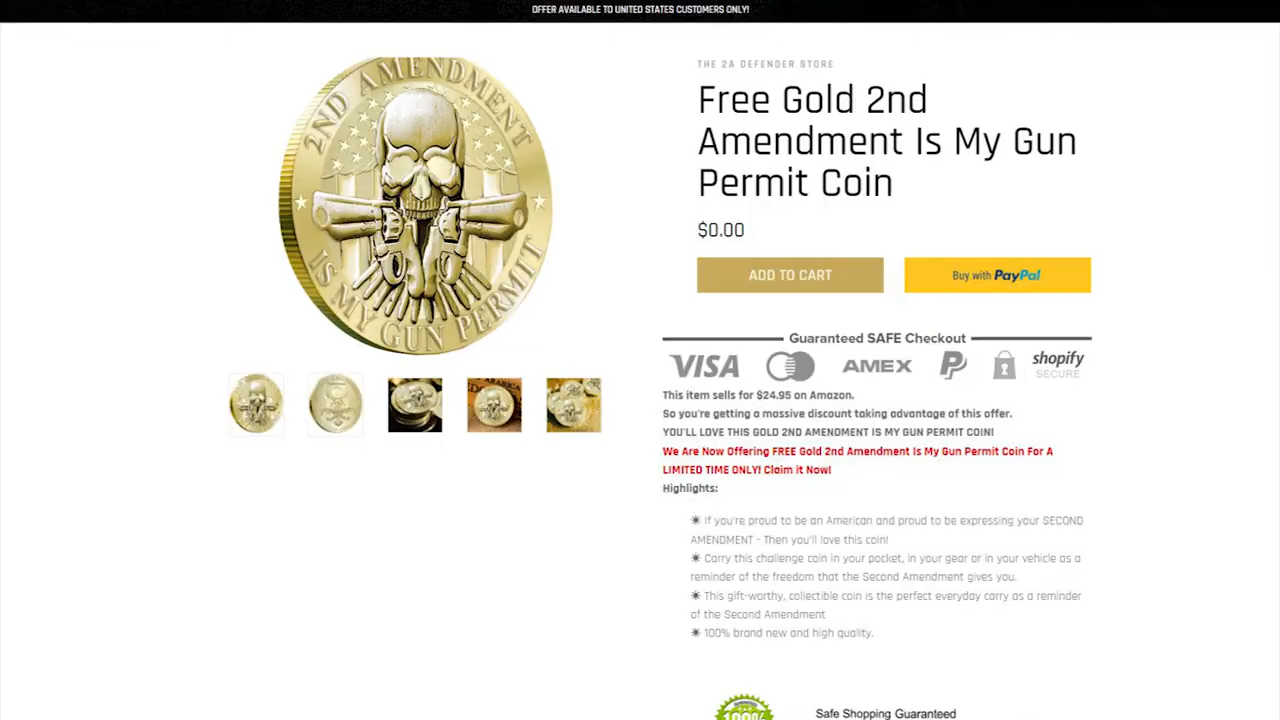 OFFER AVAILABLE TO UNITED STATES CUSTOMERS ONLY!
2ND AMENDMENT
IS MY GUN PERMIT
THE 2A DEFENDER STORE
Free Gold 2nd
Amendment Is My Gun
Permit Coin
$0.00
ADD TO CART
Buy with PayPal
Guaranteed SAFE Checkout
VISA
AMEX
shopify
SECURE
This item sells for $24.95 on Amazon.
So you're getting a massive discount taking advantage of this offer.
YOU'LL LOVE THIS GOLD 2ND AMENDMENT IS MY GUN PERMIT COIN!
We Are Now Offering FREE Gold 2nd Amendment Is My Gun Permit Coin For A
LIMITED TIME ONLY! Claim it Now!
Highlights:
☀ If you're proud to be an American and proud to be expressing your SECOND
AMENDMENT - Then you'll love this coin!
☀ Carry this challenge coin in your pocket, in your gear or in your vehicle as a
reminder of the freedom that the Second Amendment gives you.
☀ This gift-worthy, collectible coin is the perfect everyday carry as a reminder
of the Second Amendment
☀ 100% brand new and high quality.
100%
Safe Shopping Guaranteed